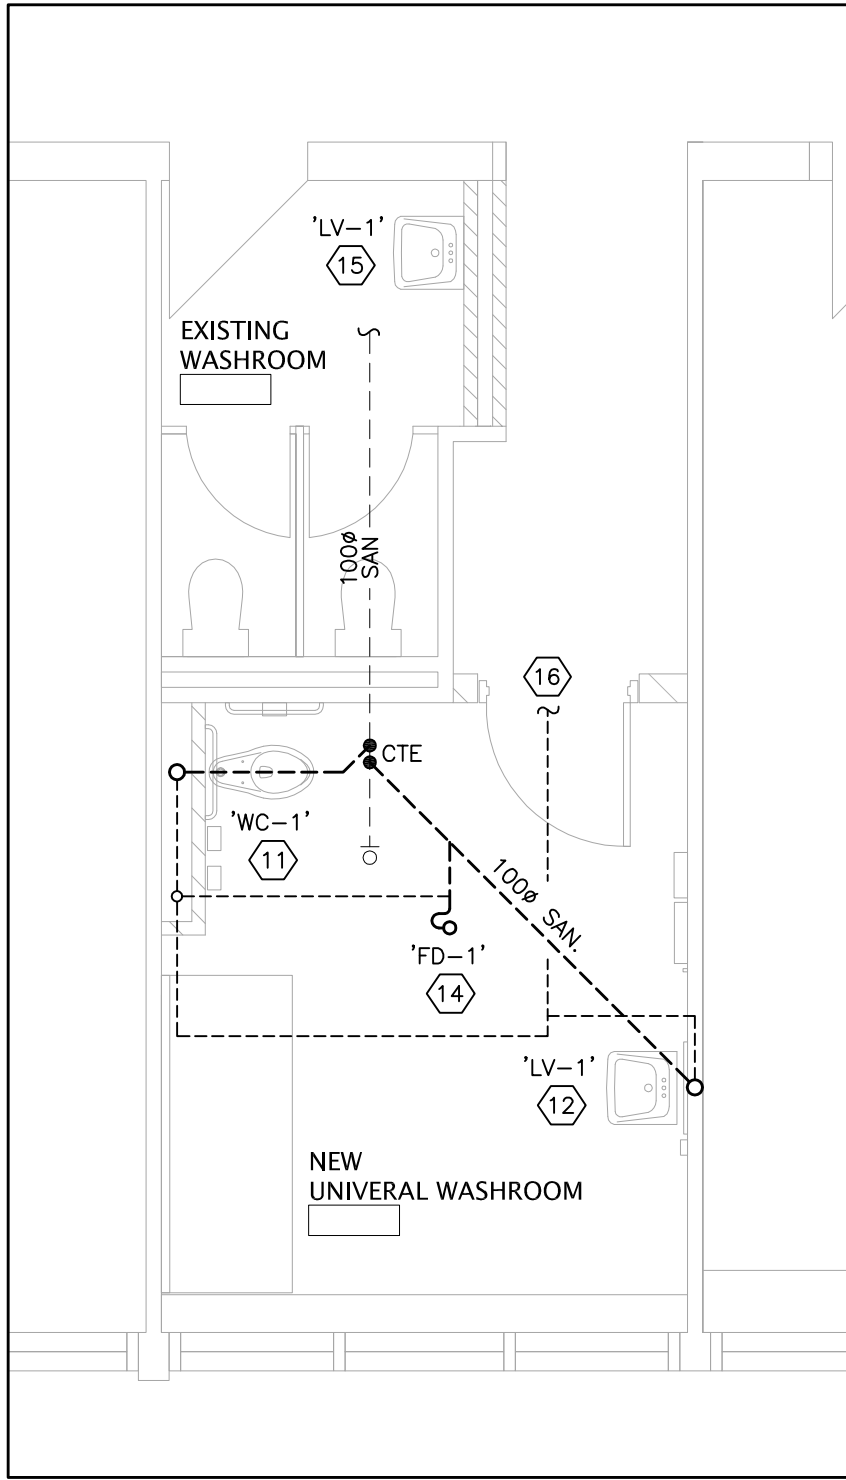 'LV-1'
15
EXISTING
WASHROOM
100ø
SAN
16
CTE
'WC-1'
11
100ø SAN.
'FD-1'
14
'LV-1'
12
NEW
UNIVERAL WASHROOM